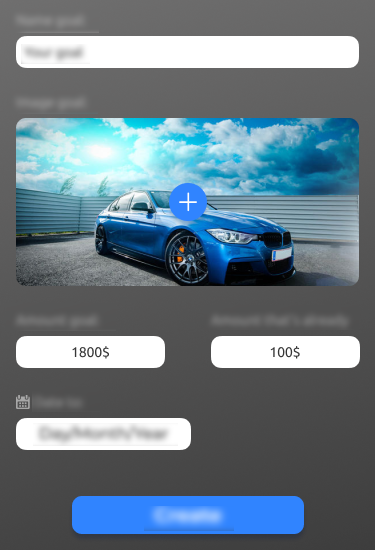 Name goal:
Your goal
Image goal:
Amount goal:
Amount that's already
1800$
100$
Date to:
Day/Month/Year
Create